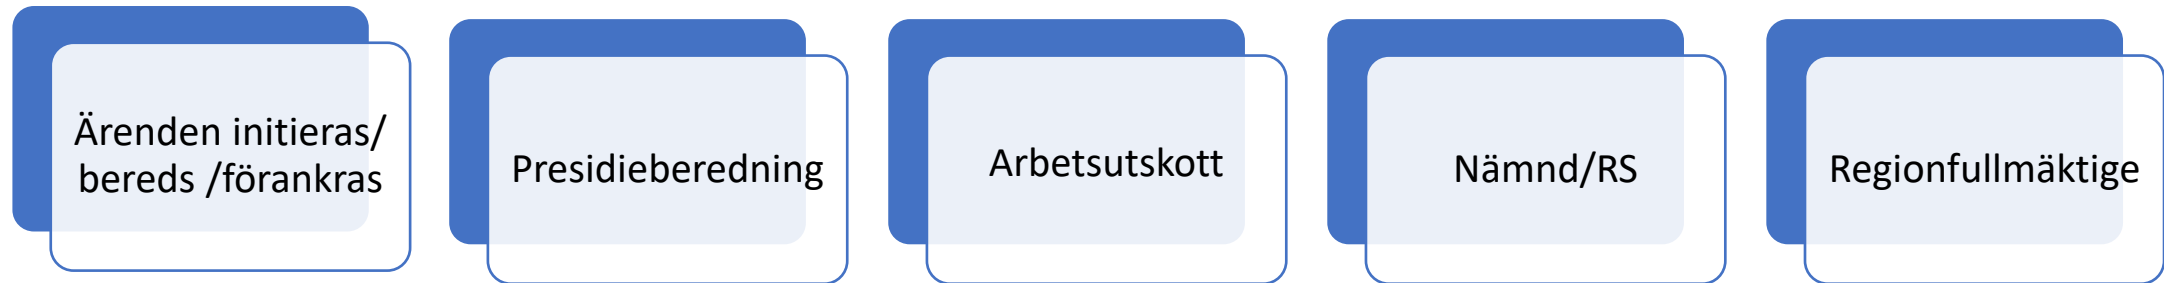 Ärenden initieras/
bereds /förankras
Presidieberedning
Arbetsutskott
Nämnd/RS
Regionfullmäktige